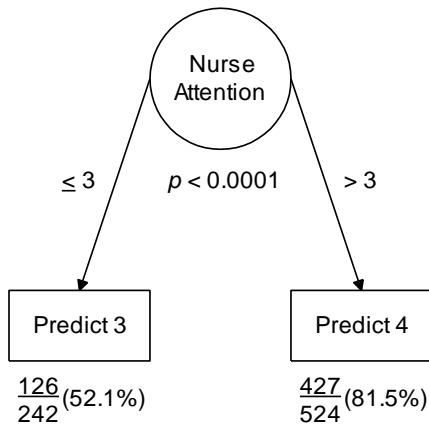 Nurse
Attention
≤ 3
p < 0.0001
> 3
Predict 3
Predict 4
126
242 (52.1%)
427
524 (81.5%)